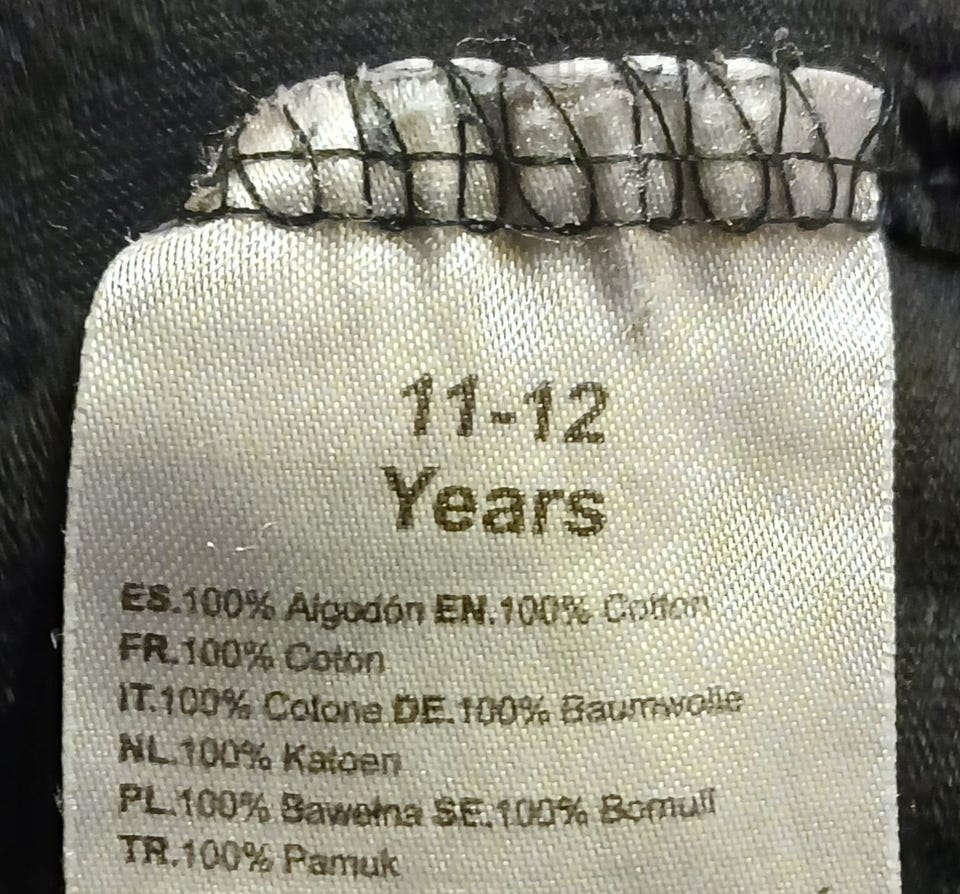 11-12
Years
ES.100% Algodón EN.100% Cotton
FR.100% Coton
IT.100% Cotone DE.100% Baumwolle
NL.100% Katoen
PL.100% Bawełna SE.100% Bomull
TR.100% Pamuk